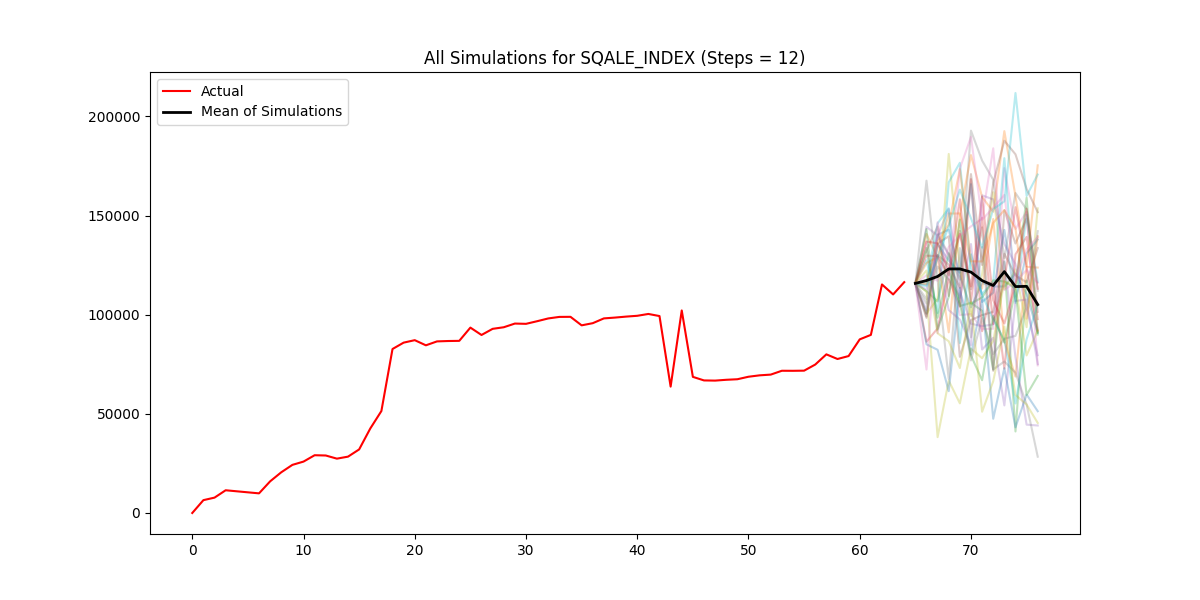 All Simulations for SQALE_INDEX (Steps = 12)
Actual
Mean of Simulations
200000
150000
100000
50000
0
0 10 20 30 40 50 60 70